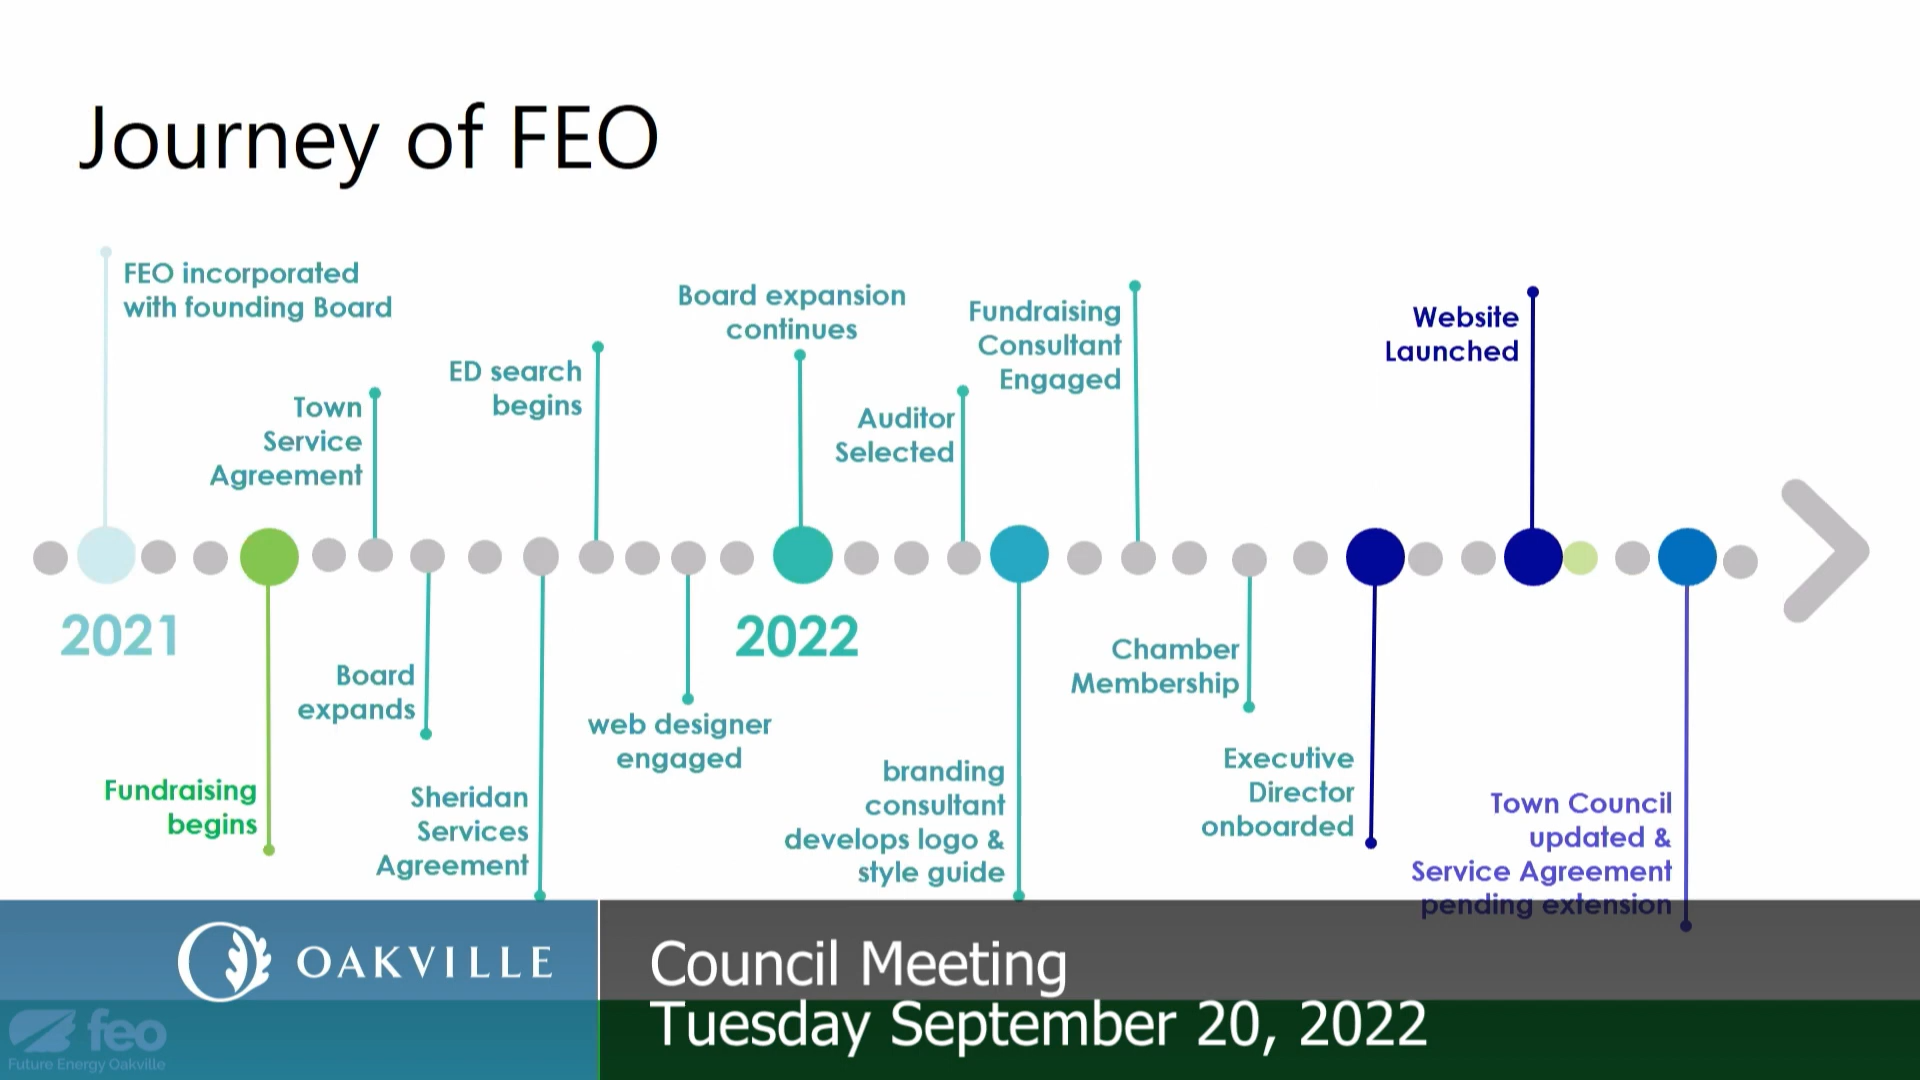 Journey of FEO
FEO incorporated
with founding Board
Town
Service
Agreement
ED search
begins
Board expansion
continues
Auditor
Selected
Fundraising
Consultant
Engaged
Website
Launched
2021
2022
Fundraising
begins
Board
expands
Sheridan
Services
Agreement
web designer
engaged
branding
consultant
develops logo &
style guide
Chamber
Membership
Executive
Director
onboarded
Town Council
updated &
Service Agreement
pending extension
OAKVILLE
Council Meeting
Tuesday September 20, 2022
feo
Future Energy Oakville